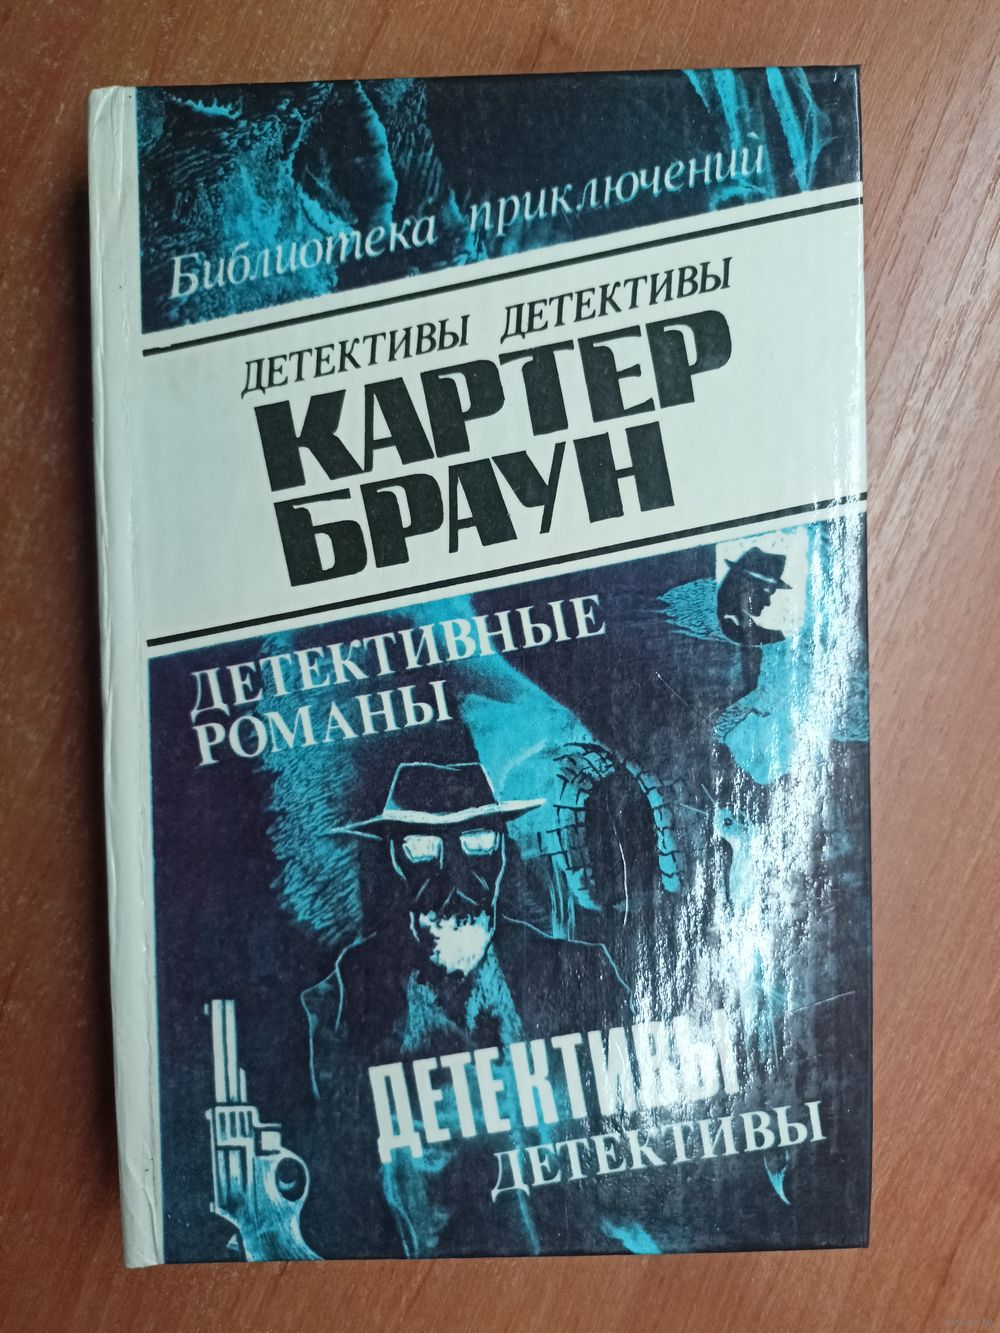 Библиотека приключений
ДЕТЕКТИВЫ ДЕТЕКТИВЫ
КАРТЕР
БРАУН
ДЕТЕКТИВНЫЕ
РОМАНЫ
ДЕТЕКТИВЫ
ДЕТЕКТИВЫ